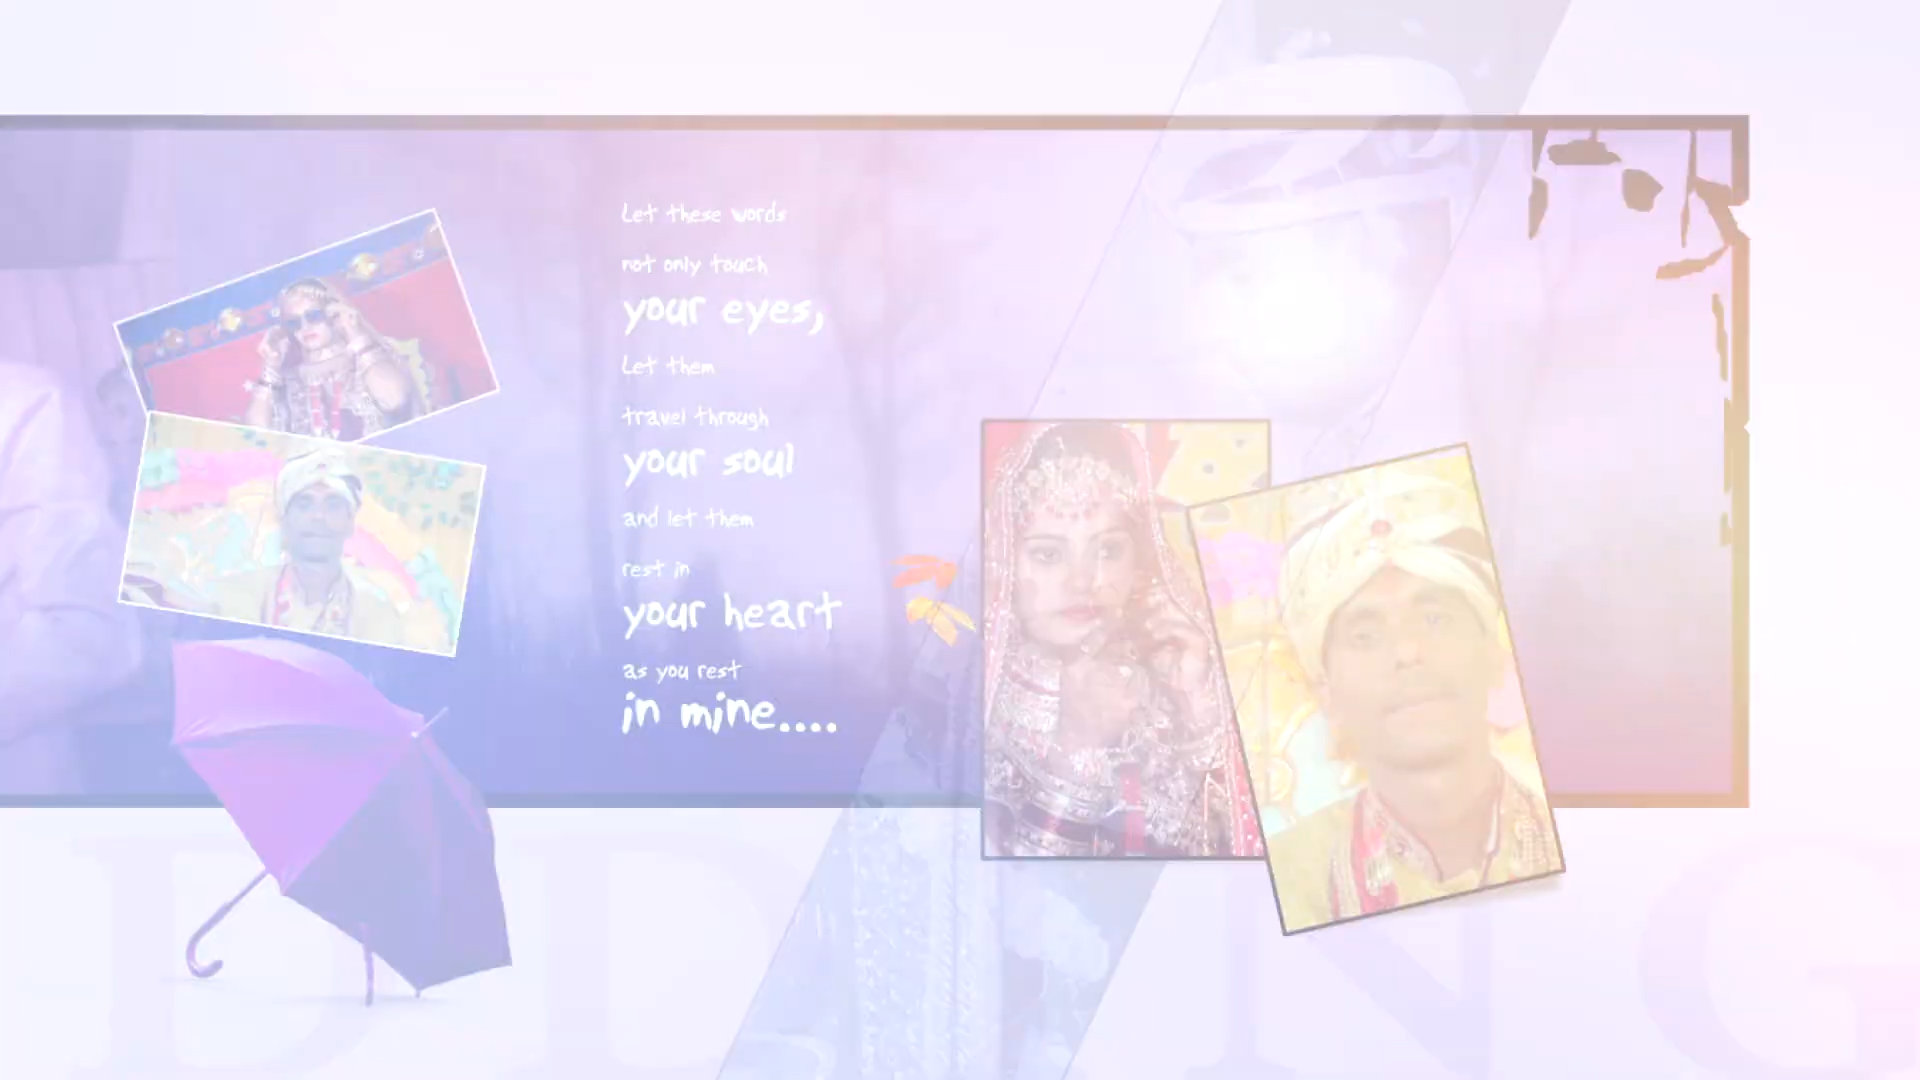 Let these words
not only touch
your eyes,
Let them
travel through
your soul
and let them
rest in
your heart
as you rest
in mine....
D D I N G